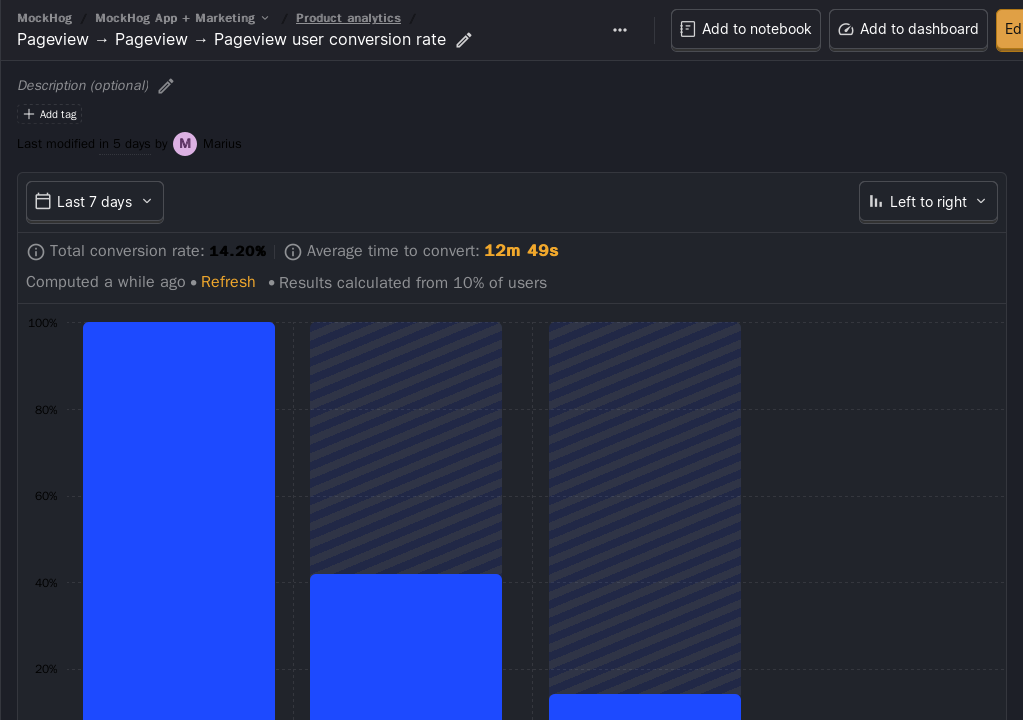 MockHog / MockHog App + Marketing / Product analytics /
Pageview → Pageview → Pageview user conversion rate
Add to notebook
Add to dashboard
Ed
Description (optional)
Add tag
Last modified in 5 days by M Marius
Last 7 days
Left to right
Total conversion rate: 14.20%
Average time to convert: 12m 49s
Computed a while ago • Refresh • Results calculated from 10% of users
100%
80%
60%
40%
20%